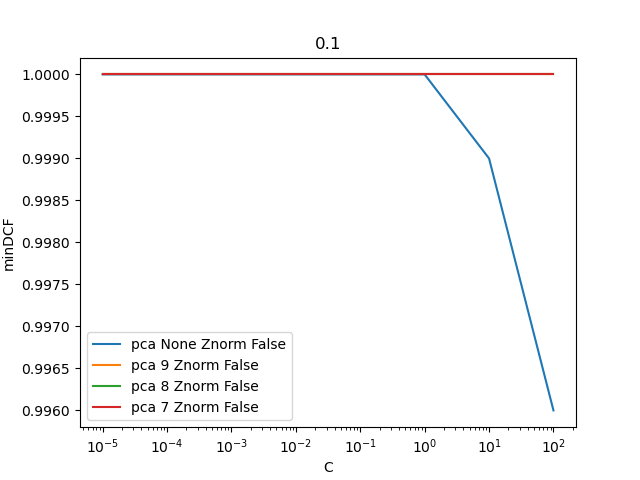 0.1
minDCF
1.0000
0.9995
0.9990
0.9985
0.9980
0.9975
0.9970
0.9965
0.9960
pca None Znorm False
pca 9 Znorm False
pca 8 Znorm False
pca 7 Znorm False
10⁻⁵ 10⁻⁴ 10⁻³ 10⁻² 10⁻¹ 10⁰ 10¹ 10²
C